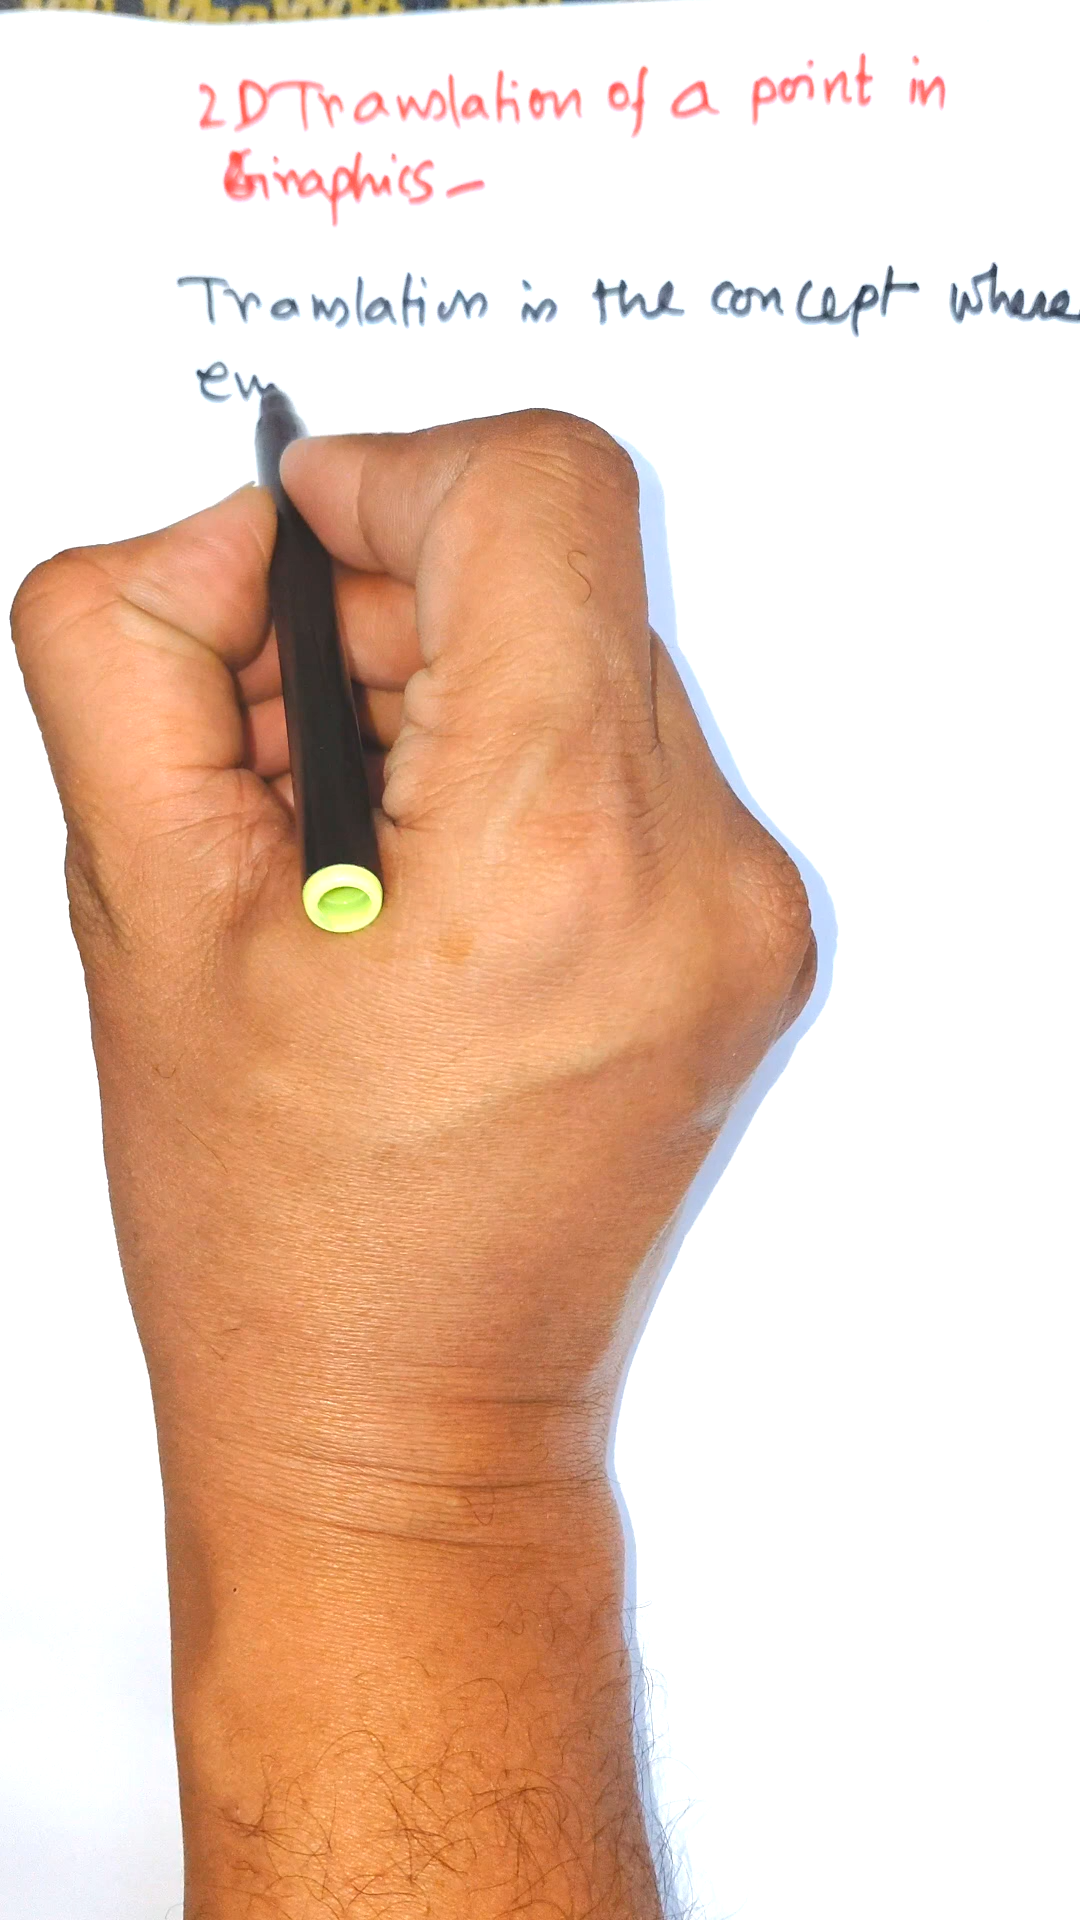 2D Translation of a point in
Graphics -
Translation is the concept where